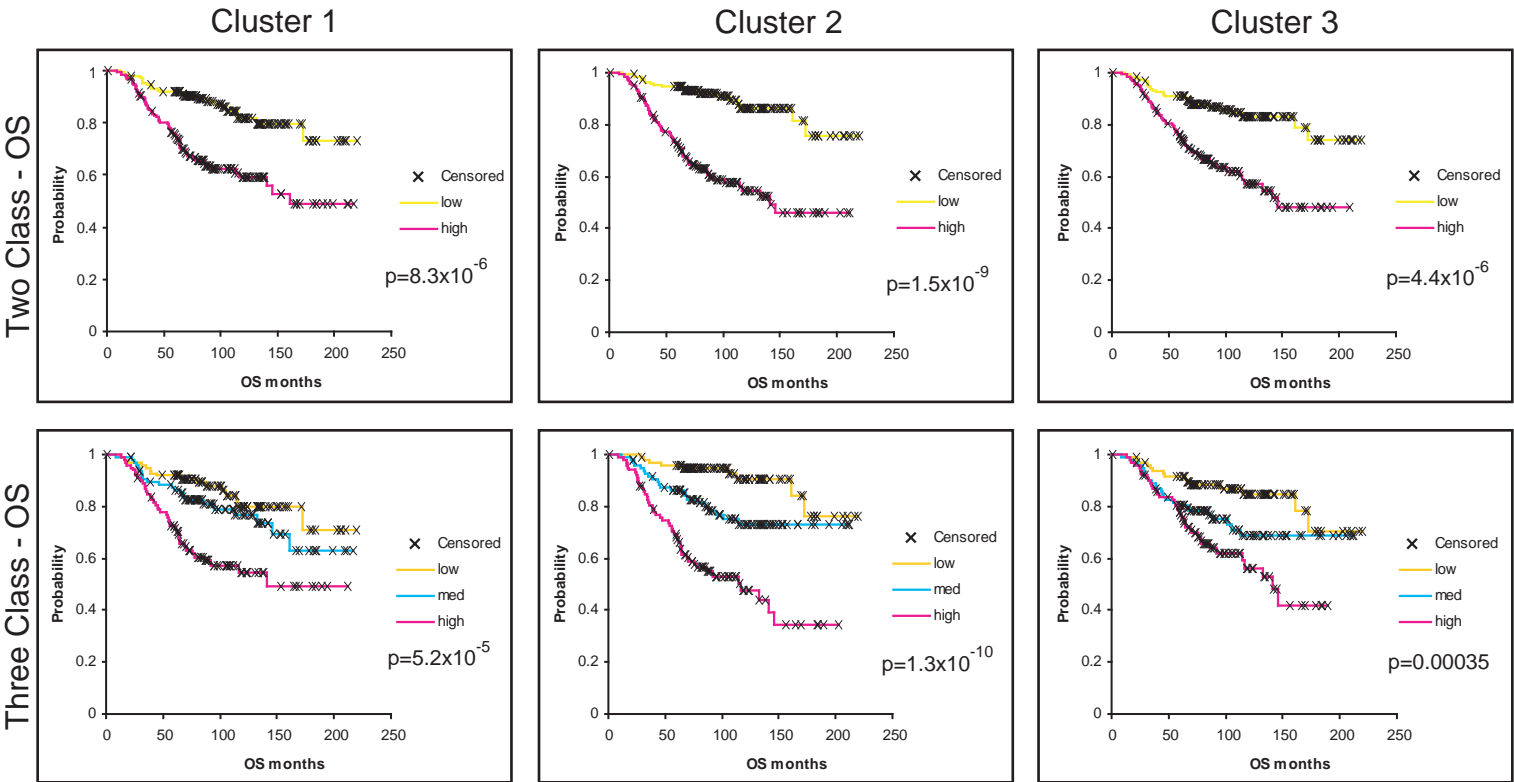 Cluster 1
Cluster 2
Cluster 3
Two Class - OS
Probability
1
0.8
0.6
0.4
0.2
0
0 50 100 150 200 250
OS months
× Censored
low
high
p=8.3x10^-6
Probability
1
0.8
0.6
0.4
0.2
0
0 50 100 150 200 250
OS months
× Censored
low
high
p=1.5x10^-9
Probability
1
0.8
0.6
0.4
0.2
0
0 50 100 150 200 250
OS months
× Censored
low
high
p=4.4x10^-6
Three Class - OS
Probability
1
0.8
0.6
0.4
0.2
0
0 50 100 150 200 250
OS months
× Censored
low
med
high
p=5.2x10^-5
Probability
1
0.8
0.6
0.4
0.2
0
0 50 100 150 200 250
OS months
× Censored
low
med
high
p=1.3x10^-10
Probability
1
0.8
0.6
0.4
0.2
0
0 50 100 150 200 250
OS months
× Censored
low
med
high
p=0.00035